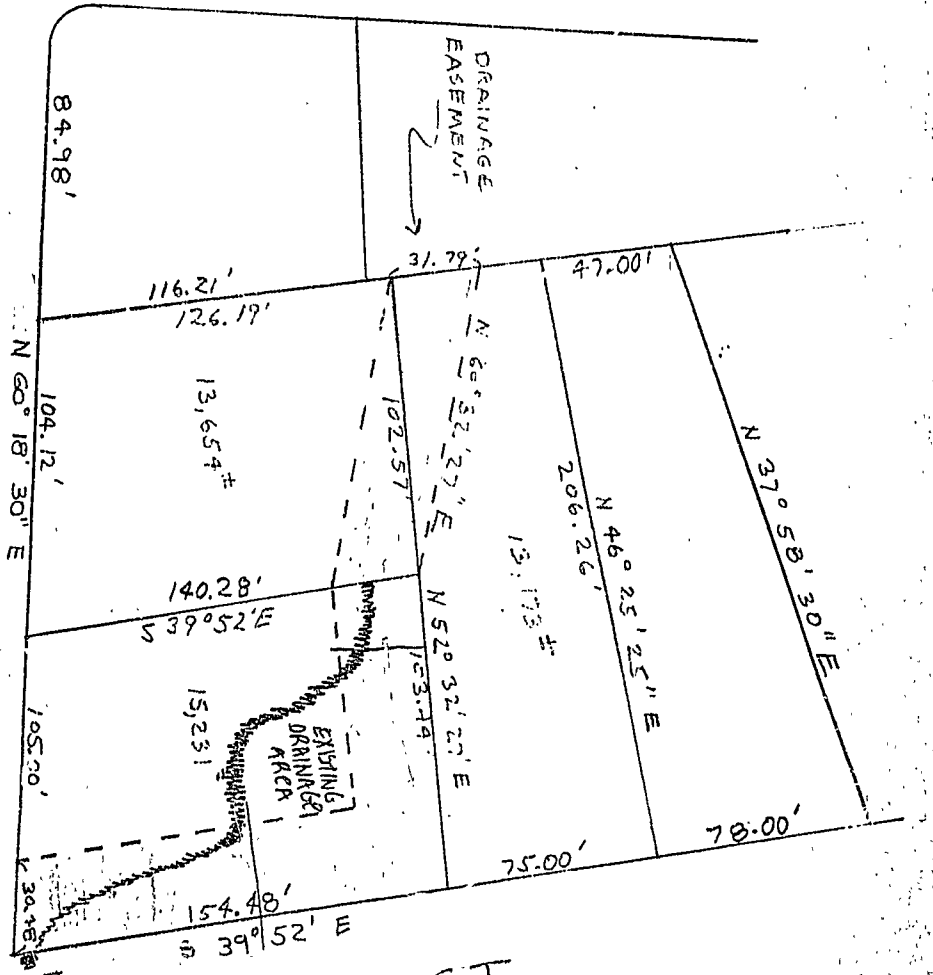 84.98'
DRAINAGE
EASEMENT
116.21'
126.19'
31.79'
47.00'
N 60° 32' 27" E
N 37° 58' 30" E
104.12'
N 60° 18' 30" E
13,654 ±
102.57'
N 46° 25' 25" E
206.26'
140.28'
S 39° 52' E
N 52° 32' 27" E
15,231
EXISTING
DRAINAGE
AREA
105.00'
154.48'
39° 52' E
75.00'
78.00'